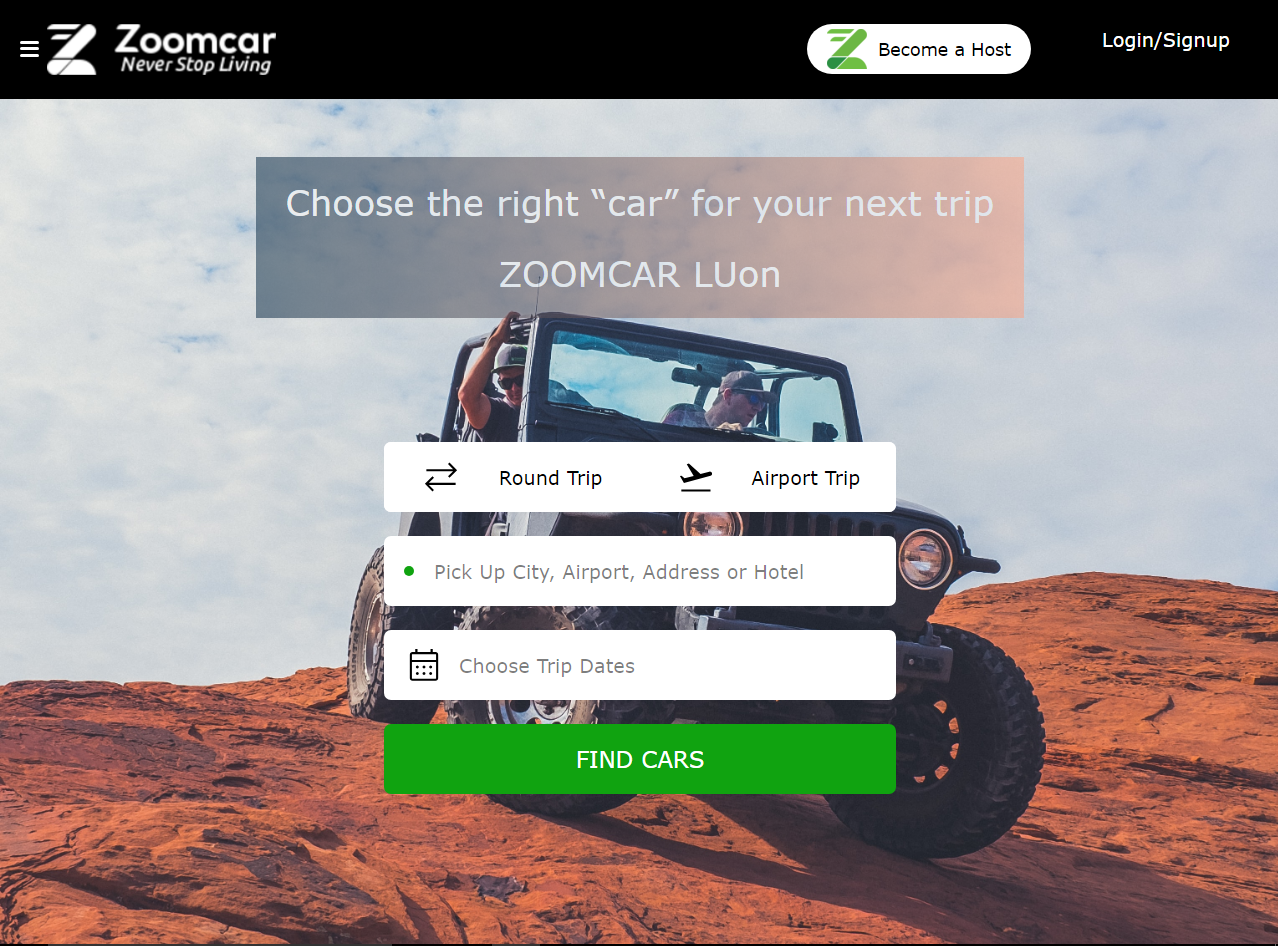 Zoomcar
Never Stop Living
Become a Host
Login/Signup
Choose the right “car” for your next trip
ZOOMCAR LUon
Round Trip
Airport Trip
Pick Up City, Airport, Address or Hotel
Choose Trip Dates
FIND CARS